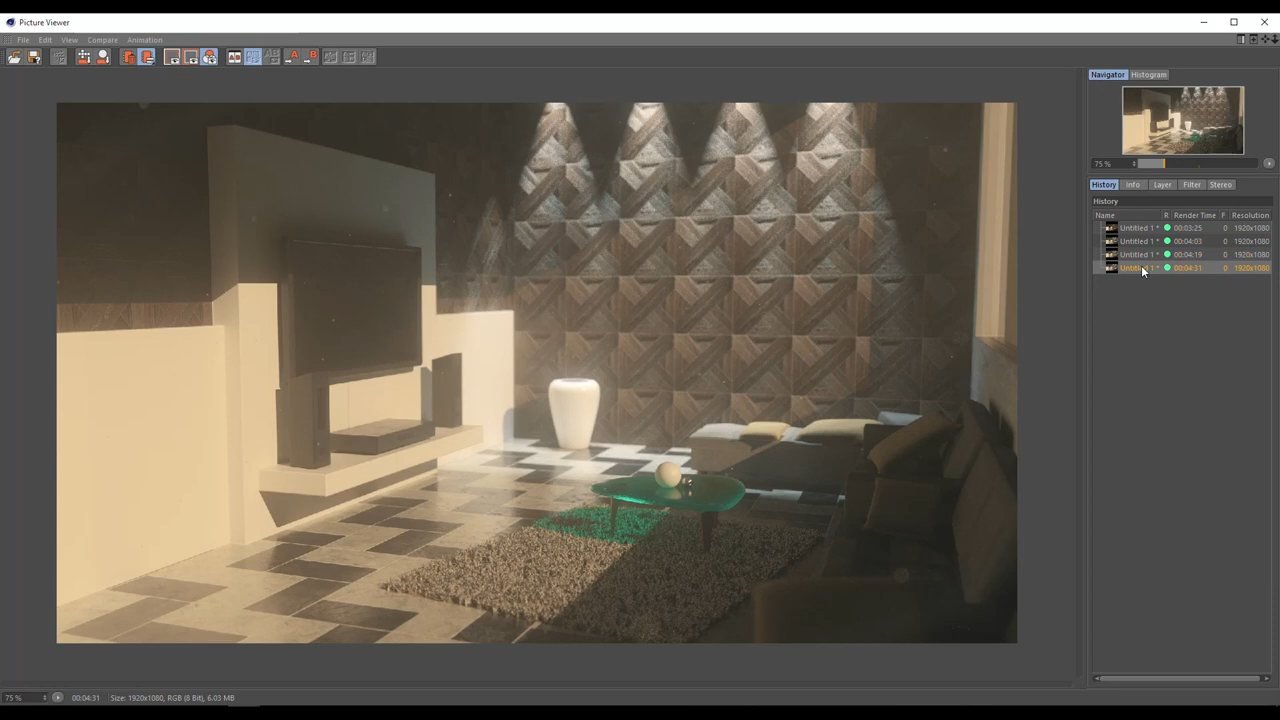 Picture Viewer
File Edit View Compare Animation
Navigator Histogram
75 %
History Info Layer Filter Stereo
History
Name R Render Time F Resolution
Untitled 1 * 00:03:25 0 1920x1080
Untitled 1 * 00:04:03 0 1920x1080
Untitled 1 * 00:04:19 0 1920x1080
Untitled 1 * 00:04:31 0 1920x1080
75 % 00:04:31 Size: 1920x1080, RGB (8 Bit), 6.03 MB